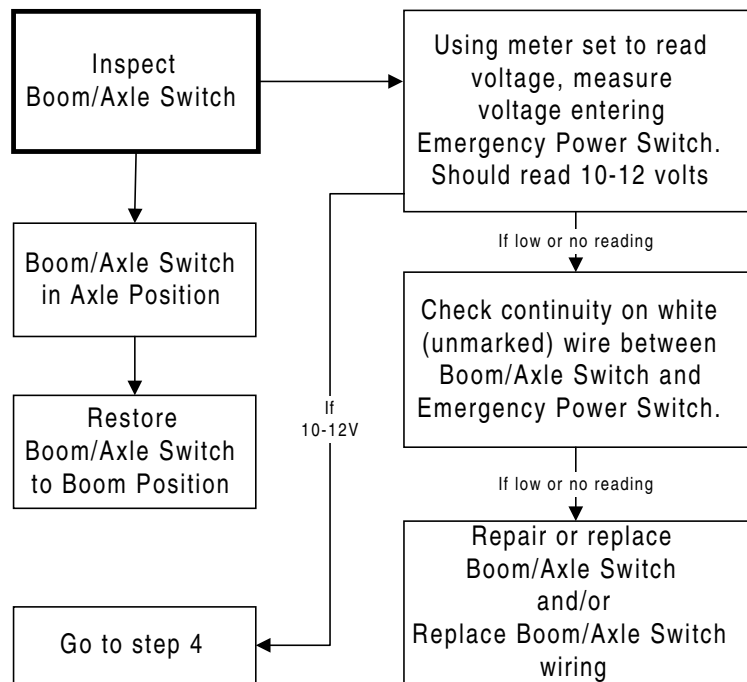 Inspect
Boom/Axle Switch
Using meter set to read
voltage, measure
voltage entering
Emergency Power Switch.
Should read 10-12 volts
If low or no reading
Boom/Axle Switch
in Axle Position
Check continuity on white
(unmarked) wire between
Boom/Axle Switch and
Emergency Power Switch.
Restore
Boom/Axle Switch
to Boom Position
If
10-12V
If low or no reading
Repair or replace
Boom/Axle Switch
and/or
Replace Boom/Axle Switch
wiring
Go to step 4